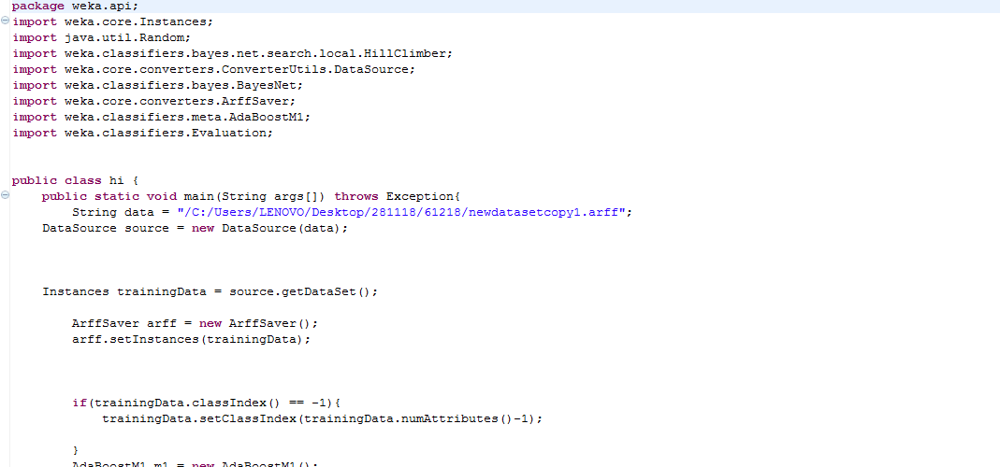 package weka.api;
import weka.core.Instances;
import java.util.Random;
import weka.classifiers.bayes.net.search.local.HillClimber;
import weka.core.converters.ConverterUtils.DataSource;
import weka.classifiers.bayes.BayesNet;
import weka.core.converters.ArffSaver;
import weka.classifiers.meta.AdaBoostM1;
import weka.classifiers.Evaluation;
public class hi {
public static void main(String args[]) throws Exception{
String data = "/C:/Users/LENOVO/Desktop/281118/61218/newdatasetcopy1.arff";
DataSource source = new DataSource(data);
Instances trainingData = source.getDataSet();
ArffSaver arff = new ArffSaver();
arff.setInstances(trainingData);
if(trainingData.classIndex() == -1){
trainingData.setClassIndex(trainingData.numAttributes()-1);
}
AdaBoostM1 m1 = new AdaBoostM1();